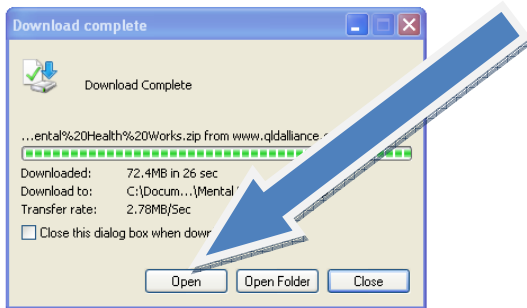 Download complete
Download Complete
...ental%20Health%20Works.zip from www.qldalliance.
Downloaded: 72.4MB in 26 sec
Download to: C:\Docum...\Mental
Transfer rate: 2.78MB/Sec
Close this dialog box when down
Open Open Folder Close